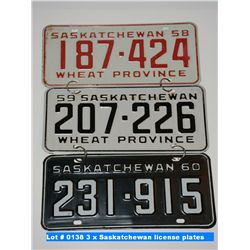 SASKATCHEWAN 58
187·424
WHEAT PROVINCE
59 SASKATCHEWAN
207·226
WHEAT PROVINCE
SASKATCHEWAN 60
231·915
Lot # 0136 3 x Saskatchewan license plates